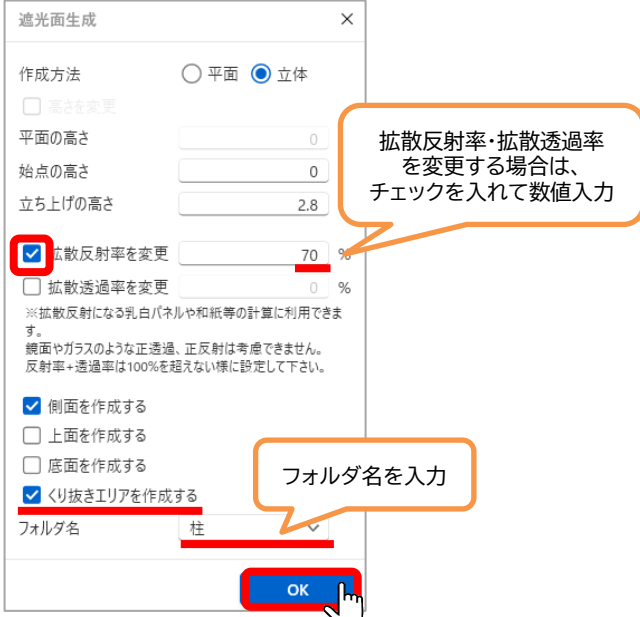 遮光面生成
作成方法 平面 立体
高さを変更
平面の高さ 0
始点の高さ 0
立ち上げの高さ 2.8
拡散反射率を変更 70 %
拡散透過率を変更 0 %
※拡散反射になる乳白パネルや和紙等の計算に利用できま
す。
鏡面やガラスのような正透過、正反射は考慮できません。
反射率+透過率は100%を超えない様に設定して下さい。
側面を作成する
上面を作成する
底面を作成する
くり抜きエリアを作成する
フォルダ名 柱
OK
拡散反射率・拡散透過率
を変更する場合は、
チェックを入れて数値入力
フォルダ名を入力